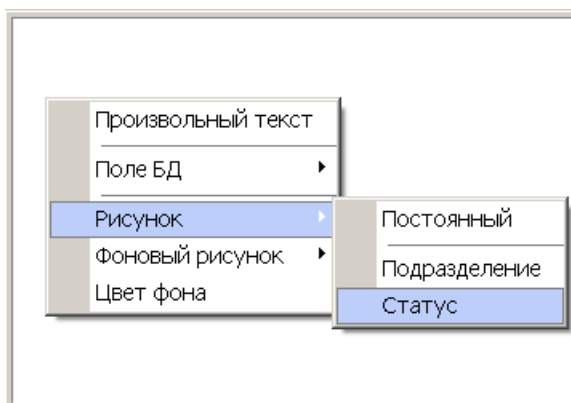 Произвольный текст
Поле БД
Рисунок
Фоновый рисунок
Цвет фона
Постоянный
Подразделение
Статус